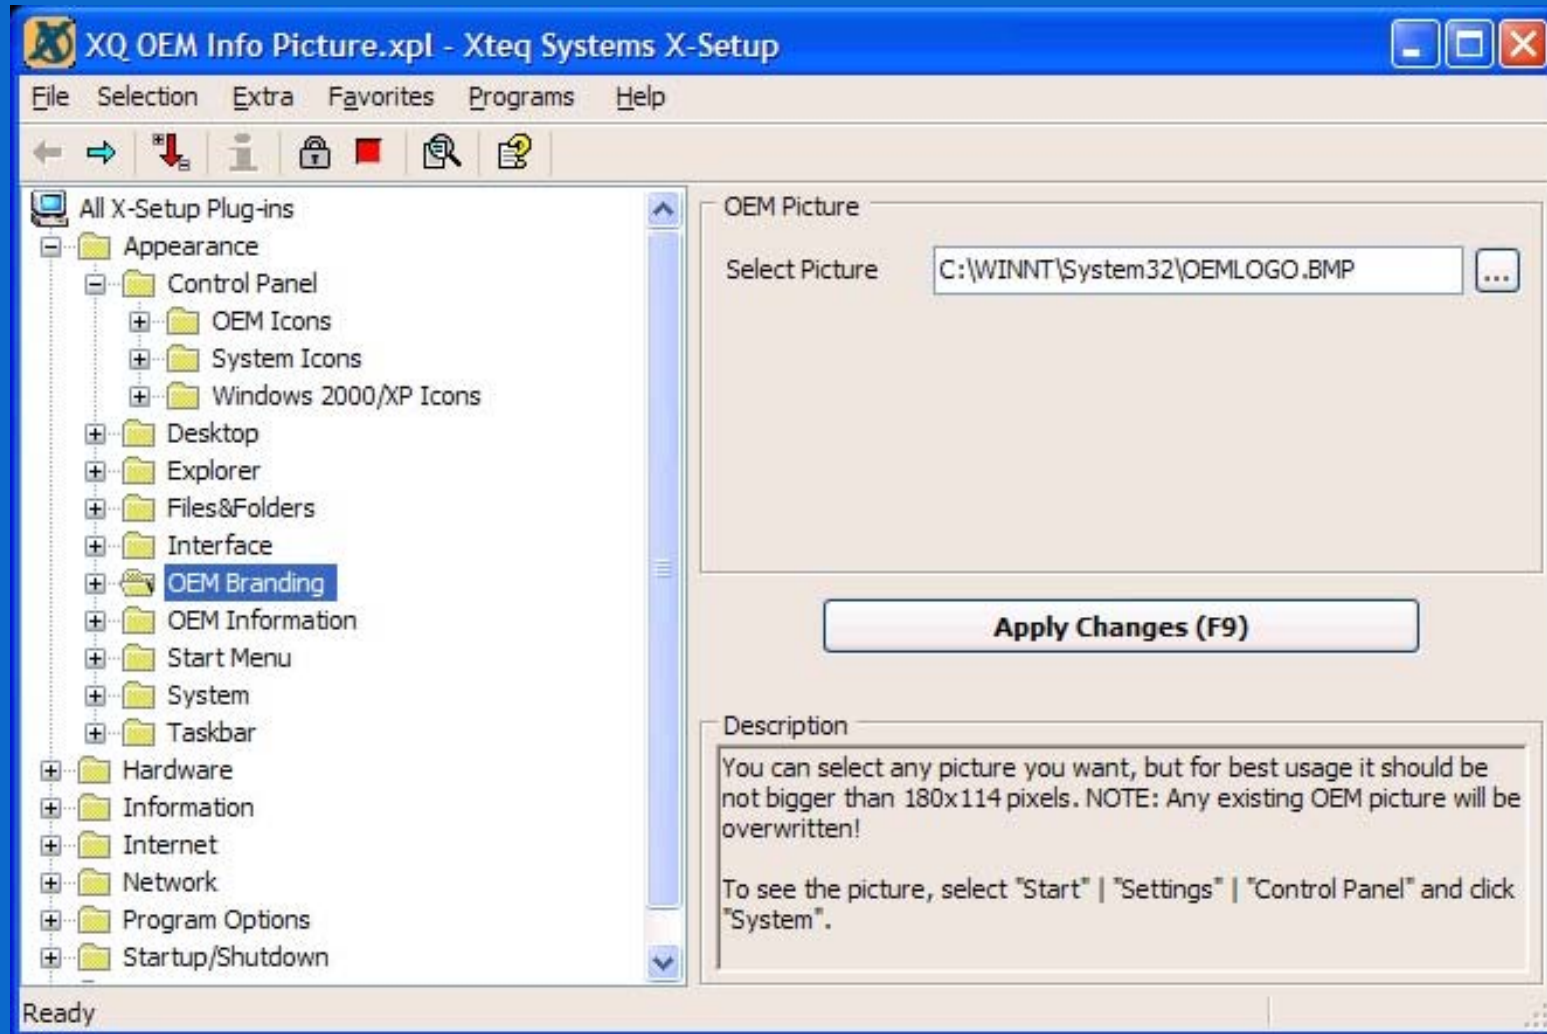 XQ OEM Info Picture.xpl - Xteq Systems X-Setup
File Selection Extra Favorites Programs Help
All X-Setup Plug-ins
Appearance
Control Panel
OEM Icons
System Icons
Windows 2000/XP Icons
Desktop
Explorer
Files&Folders
Interface
OEM Branding
OEM Information
Start Menu
System
Taskbar
Hardware
Information
Internet
Network
Program Options
Startup/Shutdown
OEM Picture
Select Picture C:\WINNT\System32\OEMLOGO.BMP ...
Apply Changes (F9)
Description
You can select any picture you want, but for best usage it should be
not bigger than 180x114 pixels. NOTE: Any existing OEM picture will be
overwritten!
To see the picture, select "Start" | "Settings" | "Control Panel" and click
"System".
Ready